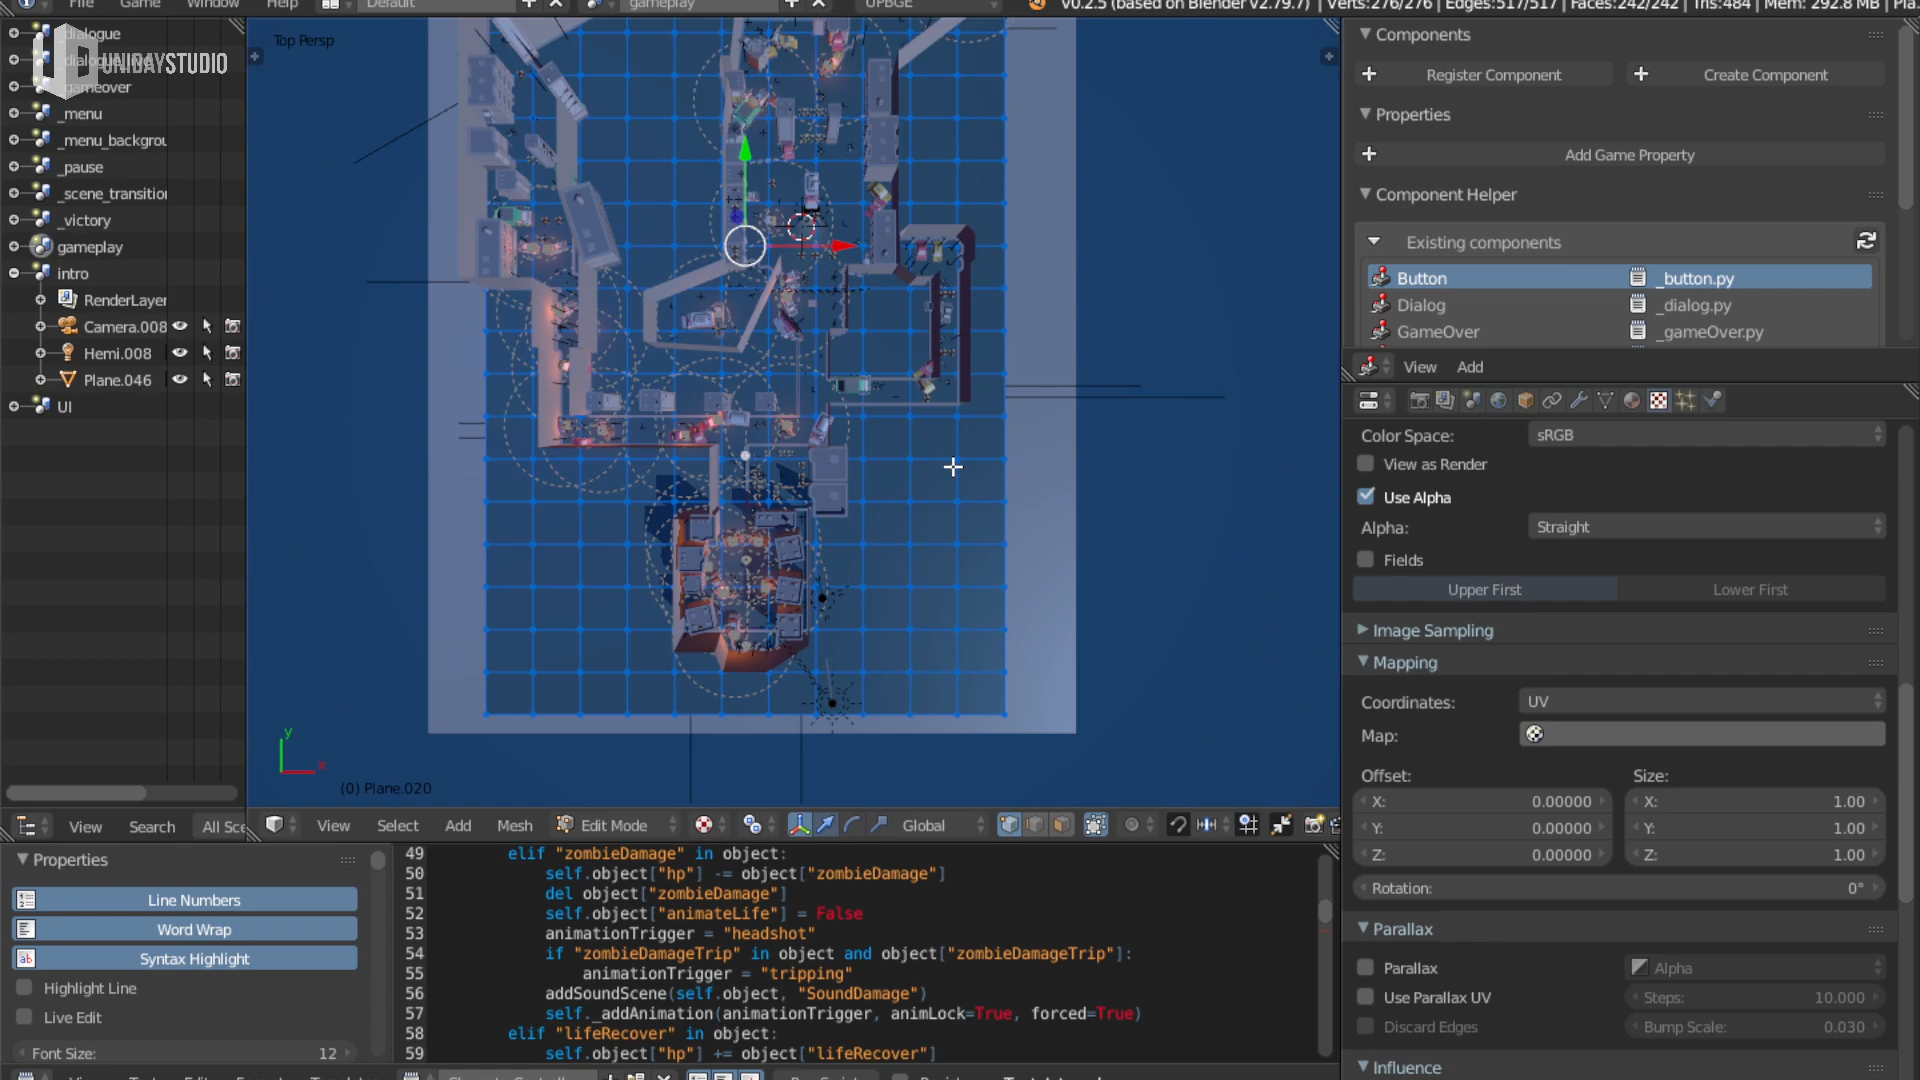 File
Game
Window
Help
Default
gameplay
UPBGE
v0.2.5 (based on Blender v2.79.7) | Verts:276/276 | Edges:517/517 | Faces:242/242 | Tris:484 | Mem: 292.8 MB | Pla
_menu
_menu_backgrou
_pause
_scene_transition
_victory
gameplay
intro
RenderLayer
Camera.008
Hemi.008
Plane.046
UI
UNIDAYSTUDIO
Top Persp
(0) Plane.020
y
x
View
Search
All Sce
View
Select
Add
Mesh
Edit Mode
Global
Components
Register Component
Create Component
Properties
Add Game Property
Component Helper
Existing components
Button
_button.py
Dialog
_dialog.py
GameOver
_gameOver.py
View
Add
Color Space:
sRGB
View as Render
Use Alpha
Alpha:
Straight
Fields
Upper First
Lower First
Image Sampling
Mapping
Coordinates:
UV
Map:
Offset:
Size:
X:
0.00000
X:
1.00
Y:
0.00000
Y:
1.00
Z:
0.00000
Z:
1.00
Rotation:
0°
Parallax
Parallax
Alpha
Use Parallax UV
Steps:
10.000
Discard Edges
Bump Scale:
0.030
Influence
Properties
Line Numbers
Word Wrap
Syntax Highlight
Highlight Line
Live Edit
Font Size:
12
49 elif "zombieDamage" in object:
50 self.object["hp"] -= object["zombieDamage"]
51 del object["zombieDamage"]
52 self.object["animateLife"] = False
53 animationTrigger = "headshot"
54 if "zombieDamageTrip" in object and object["zombieDamageTrip"]:
55 animationTrigger = "tripping"
56 addSoundScene(self.object, "SoundDamage")
57 self._addAnimation(animationTrigger, animLock=True, forced=True)
58 elif "lifeRecover" in object:
59 self.object["hp"] += object["lifeRecover"]